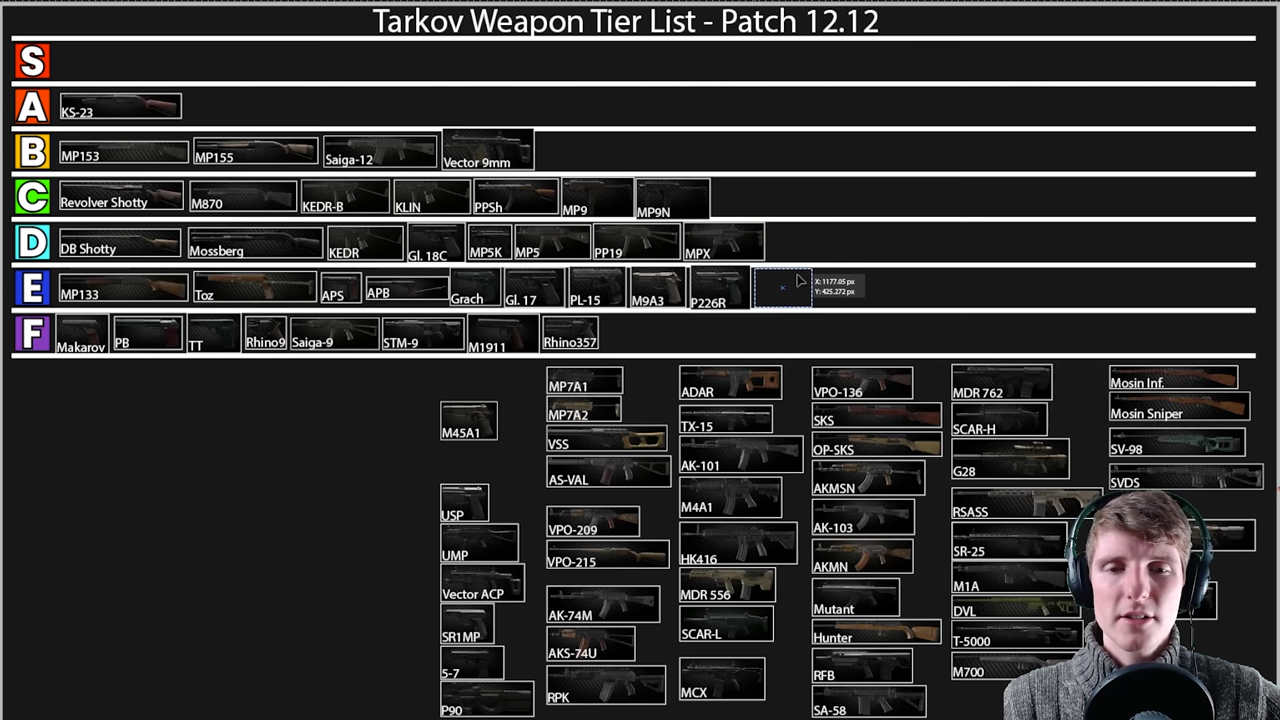 Tarkov Weapon Tier List - Patch 12.12
S
A
KS-23
B
MP153 MP155 Saiga-12 Vector 9mm
C
Revolver Shotty M870 KEDR-B KLIN PPSh MP9 MP9N
D
DB Shotty Mossberg KEDR Gl. 18C MP5K MP5 PP19 MPX
E
MP133 Toz APS APB Grach Gl. 17 PL-15 M9A3 P226R
X: 1177.05 px
Y: 425.272 px
F
Makarov PB TT Rhino9 Saiga-9 STM-9 M1911 Rhino357
M45A1
USP
UMP
Vector ACP
SR1MP
5-7
P90
MP7A1
MP7A2
VSS
AS-VAL
VPO-209
VPO-215
AK-74M
AKS-74U
RPK
ADAR
TX-15
AK-101
M4A1
HK416
MDR 556
SCAR-L
MCX
VPO-136
SKS
OP-SKS
AKMSN
AK-103
AKMN
Mutant
Hunter
RFB
SA-58
MDR 762
SCAR-H
G28
RSASS
SR-25
M1A
DVL
T-5000
M700
Mosin Inf.
Mosin Sniper
SV-98
SVDS